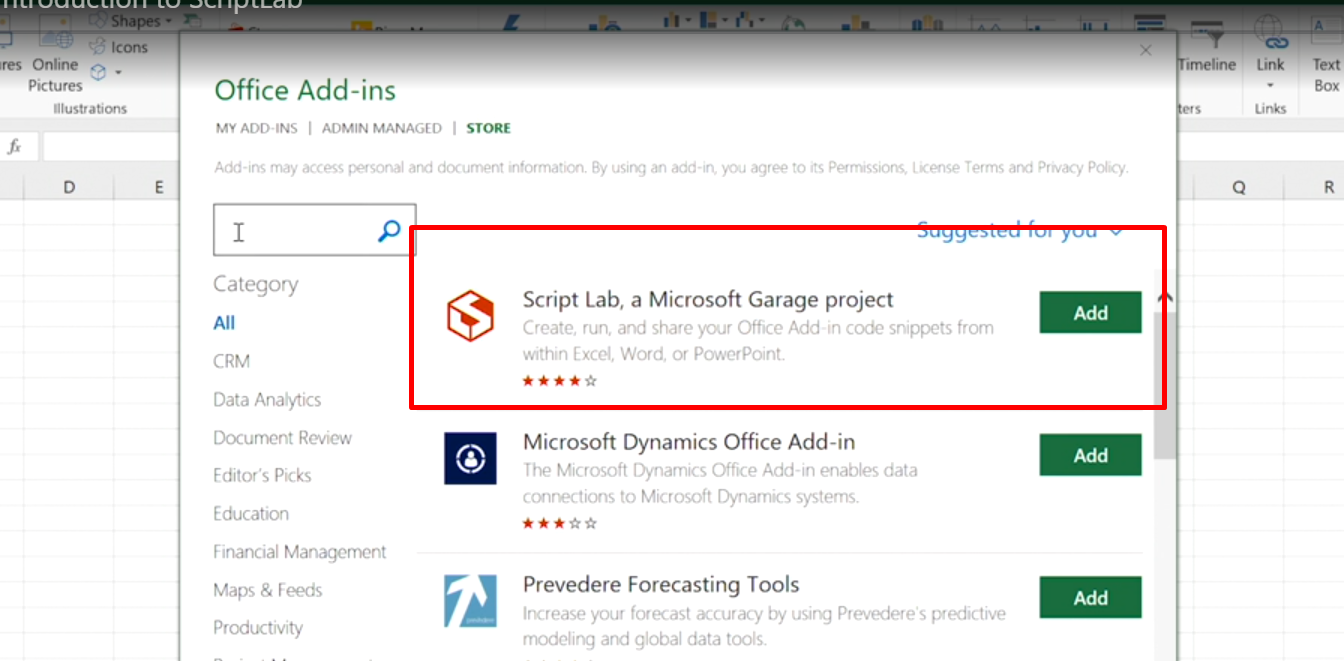 ntroduction to ScriptLab
Shapes
Icons
Online
Pictures
Illustrations
Timeline
Link
Text
Box
Links
fx
D E Q R
Office Add-ins
MY ADD-INS | ADMIN MANAGED | STORE
Add-ins may access personal and document information. By using an add-in, you agree to its Permissions, License Terms and Privacy Policy.
Suggested for you
Category
All
CRM
Data Analytics
Document Review
Editor's Picks
Education
Financial Management
Maps & Feeds
Productivity
Script Lab, a Microsoft Garage project
Create, run, and share your Office Add-in code snippets from
within Excel, Word, or PowerPoint.
Add
Microsoft Dynamics Office Add-in
The Microsoft Dynamics Office Add-in enables data
connections to Microsoft Dynamics systems.
Add
Prevedere Forecasting Tools
Increase your forecast accuracy by using Prevedere's predictive
modeling and global data tools.
Add